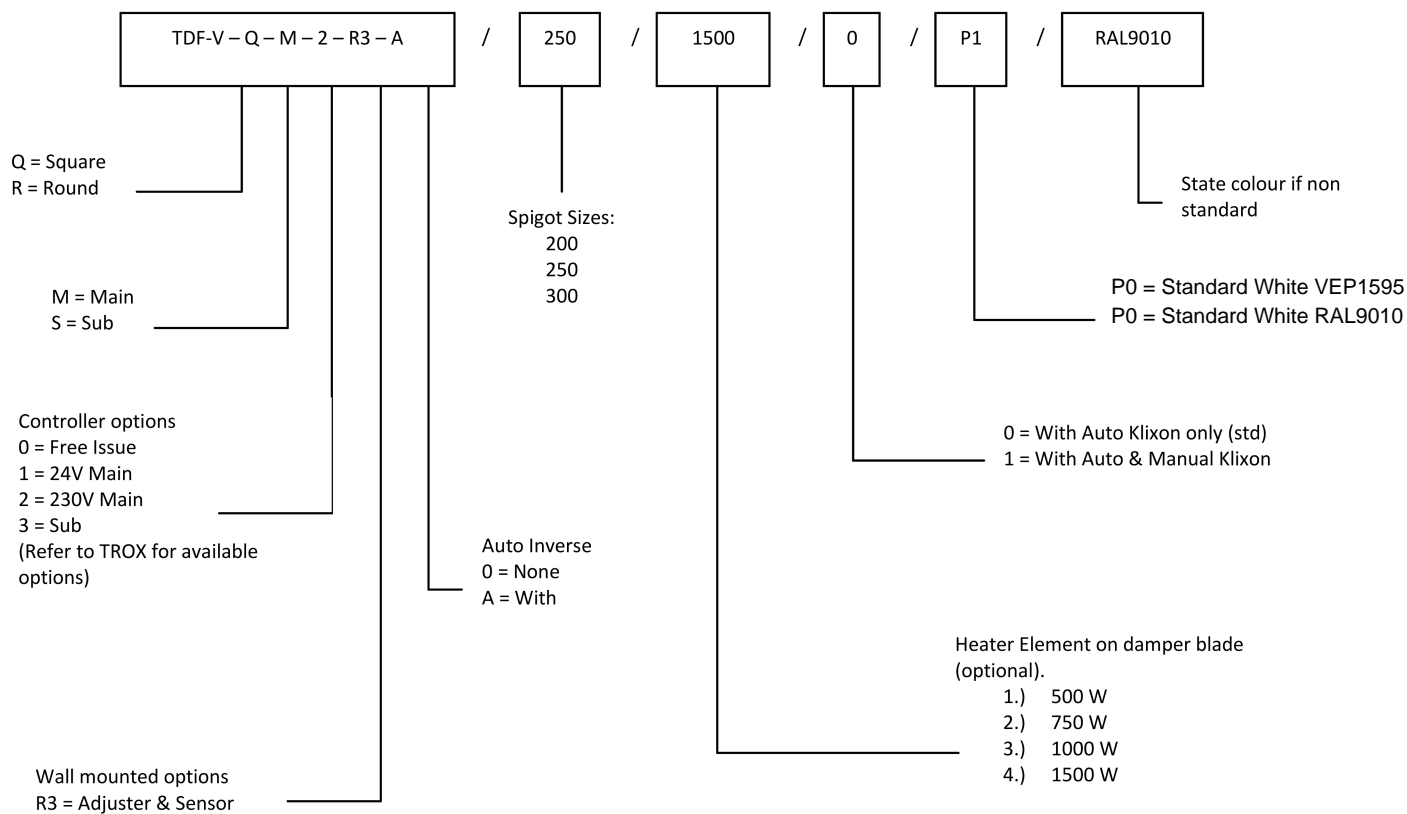 TDF-V – Q – M – 2 – R3 – A / 250 / 1500 / 0 / P1 / RAL9010
Q = Square
R = Round
State colour if non
standard
Spigot Sizes:
200
250
300
M = Main
S = Sub
P0 = Standard White VEP1595
P0 = Standard White RAL9010
Controller options
0 = Free Issue
1 = 24V Main
2 = 230V Main
3 = Sub
(Refer to TROX for available
options)
0 = With Auto Klixon only (std)
1 = With Auto & Manual Klixon
Auto Inverse
0 = None
A = With
Heater Element on damper blade
(optional).
1.) 500 W
2.) 750 W
3.) 1000 W
4.) 1500 W
Wall mounted options
R3 = Adjuster & Sensor